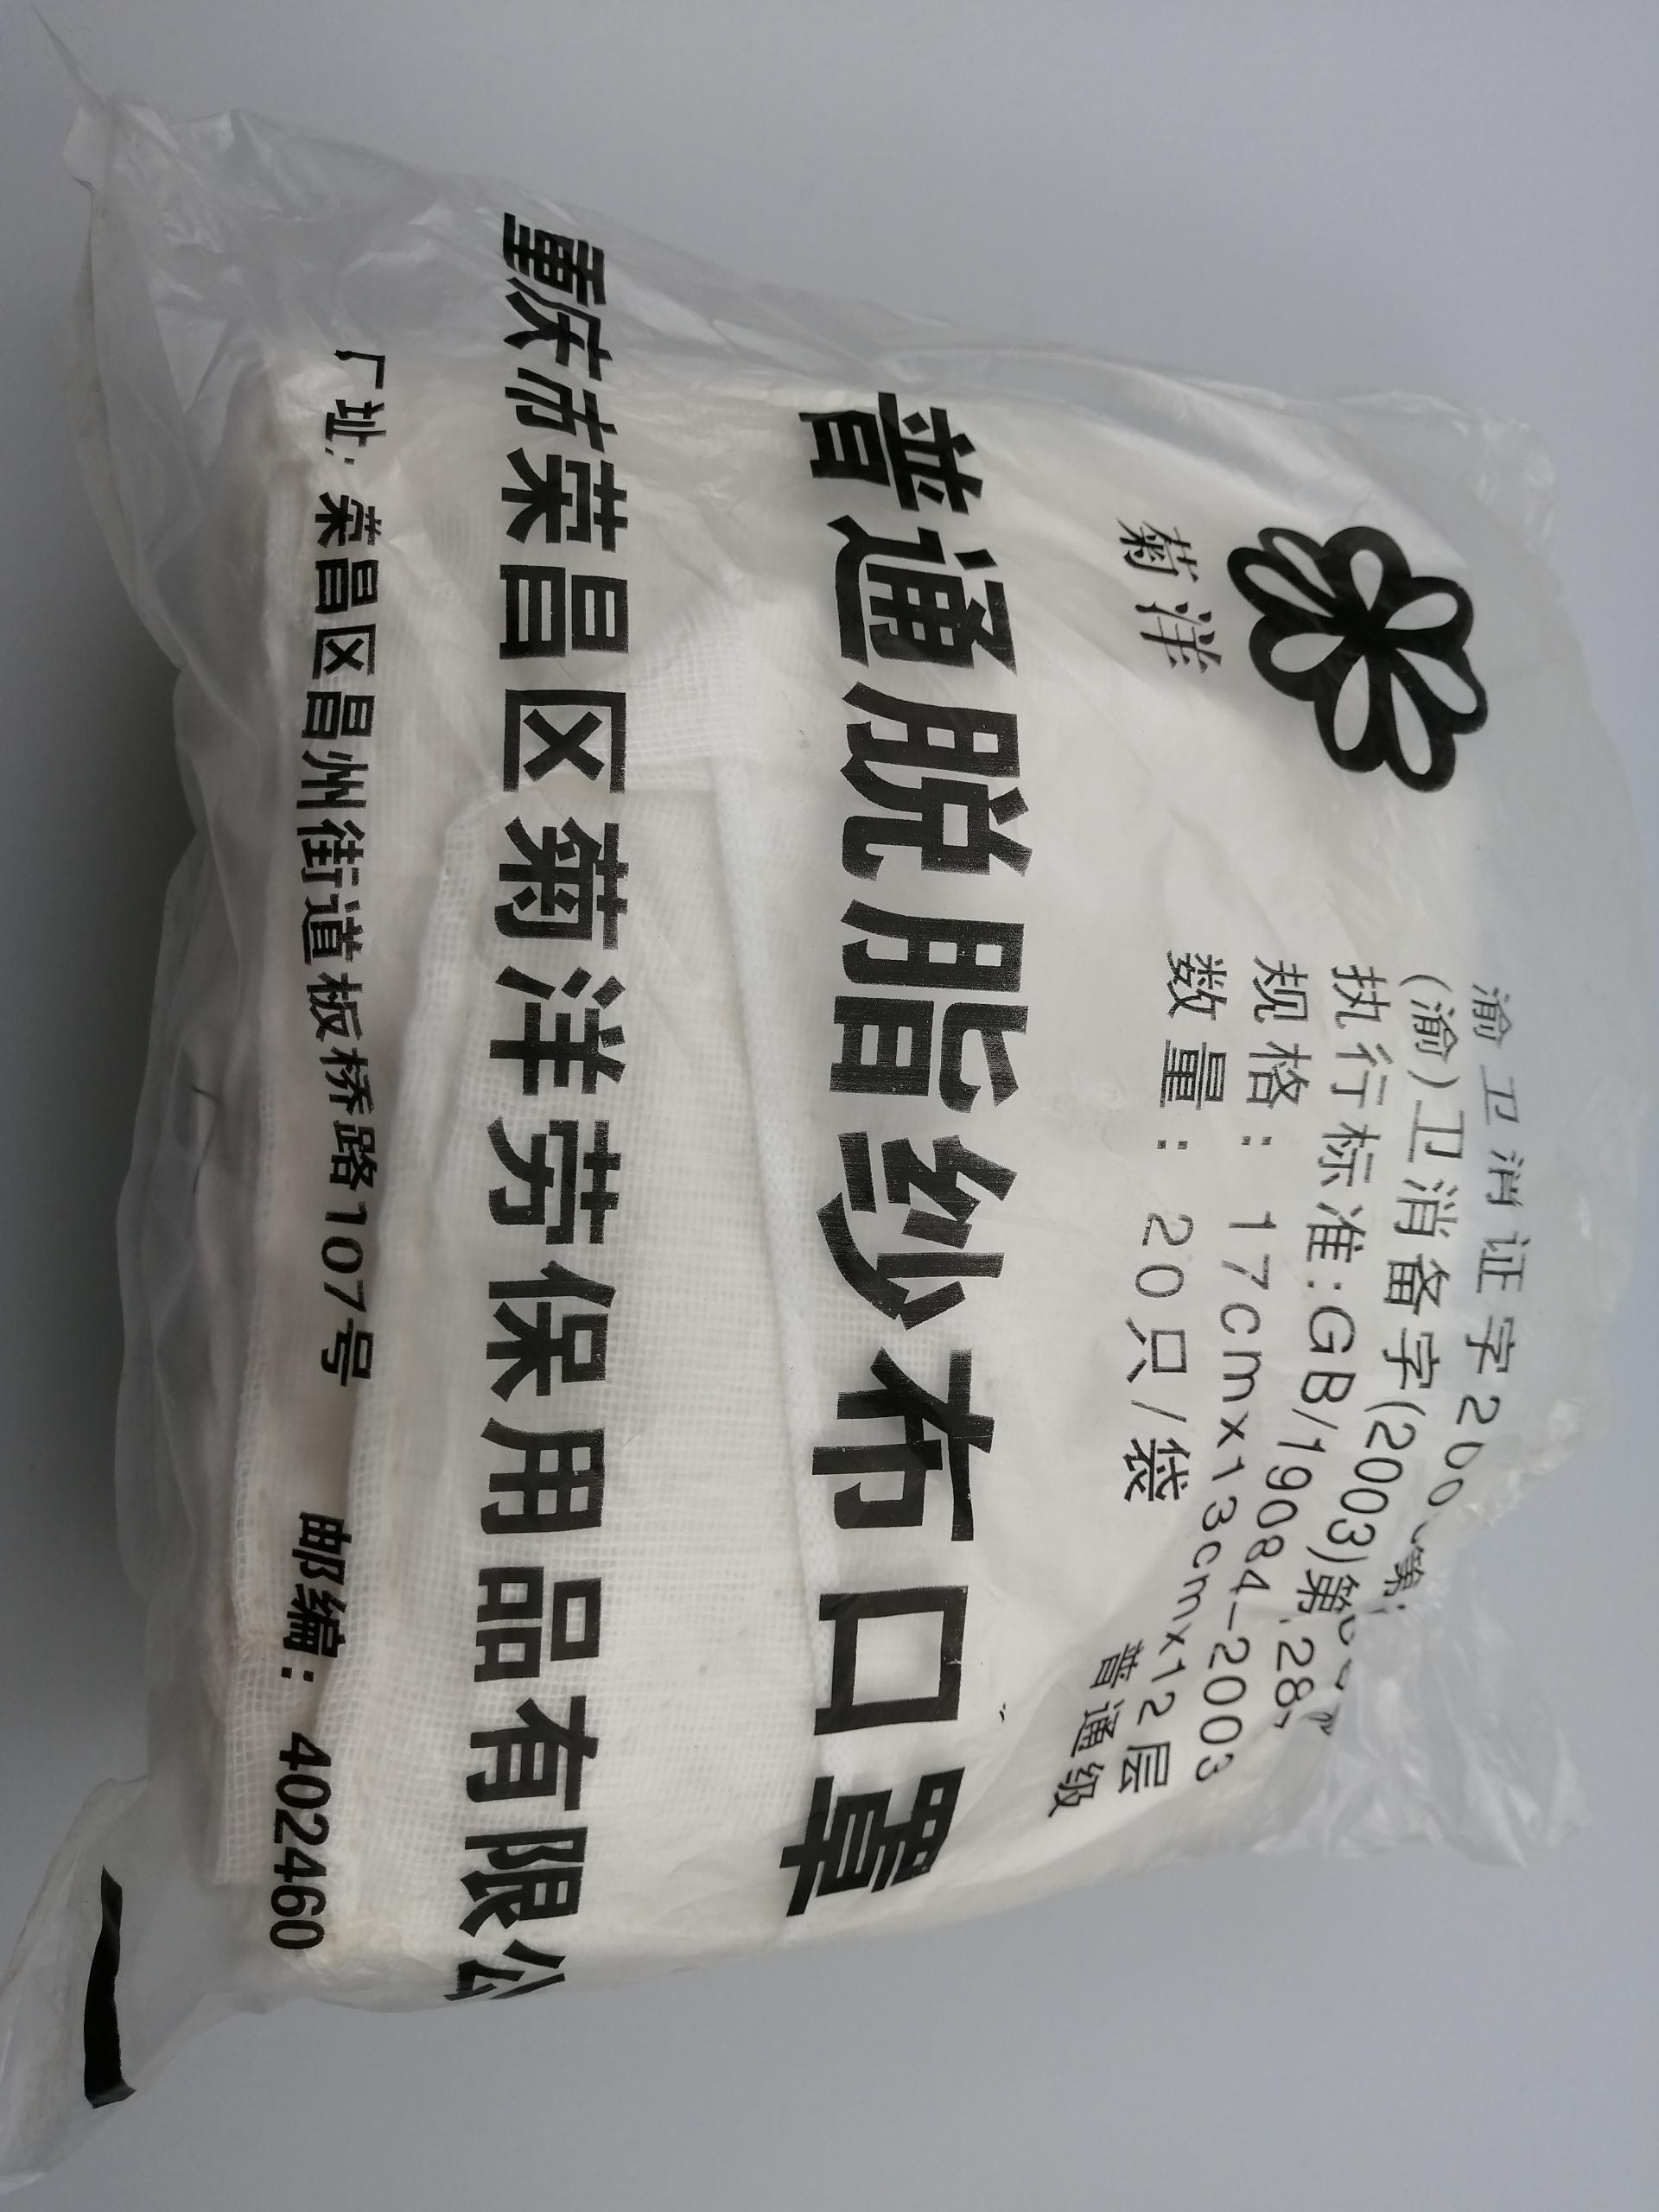 渝卫消证字200
(渝)卫消备字(2003)第
执行标准:GB/19084-2003
规格:17cm×13cm×12层
数量:20只/袋
普通级
菊洋
普通脱脂纱布口罩
重庆市荣昌区菊洋劳保用品有限公
厂址:荣昌区昌州街道板桥路107号 邮编:402460